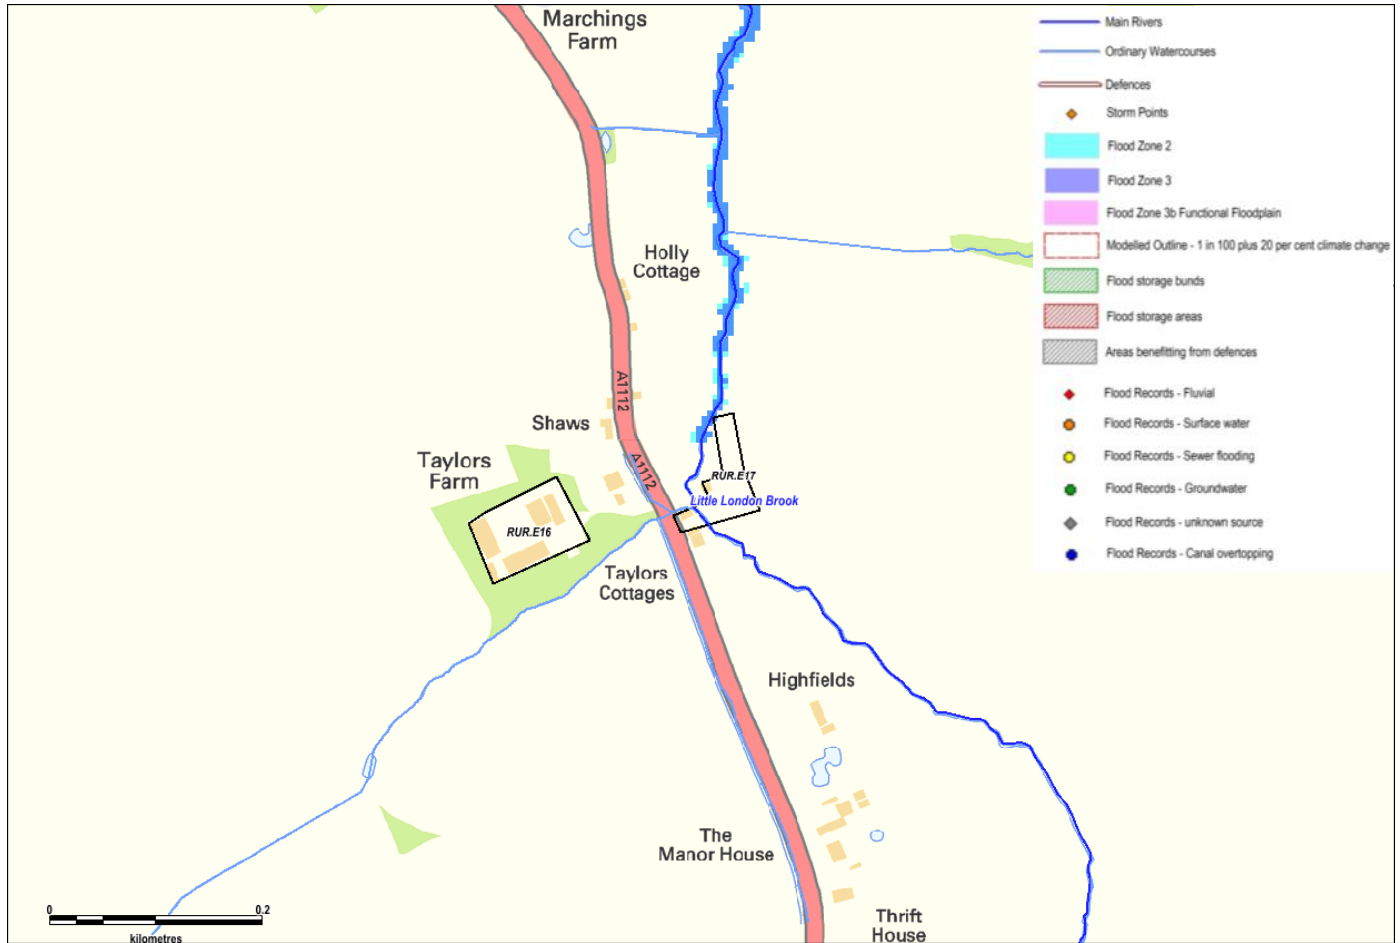 Marchings
Farm
Holly
Cottage
A1112
Shaws
A1112
Taylors
Farm
RUR.E17
Little London Brook
RUR.E16
Taylors
Cottages
Highfields
The
Manor House
Thrift
House
0 0.2
kilometres
Main Rivers
Ordinary Watercourses
Defences
Storm Points
Flood Zone 2
Flood Zone 3
Flood Zone 3b Functional Floodplain
Modelled Outline - 1 in 100 plus 20 per cent climate change
Flood storage bunds
Flood storage areas
Areas benefitting from defences
Flood Records - Fluvial
Flood Records - Surface water
Flood Records - Sewer flooding
Flood Records - Groundwater
Flood Records - unknown source
Flood Records - Canal overtopping